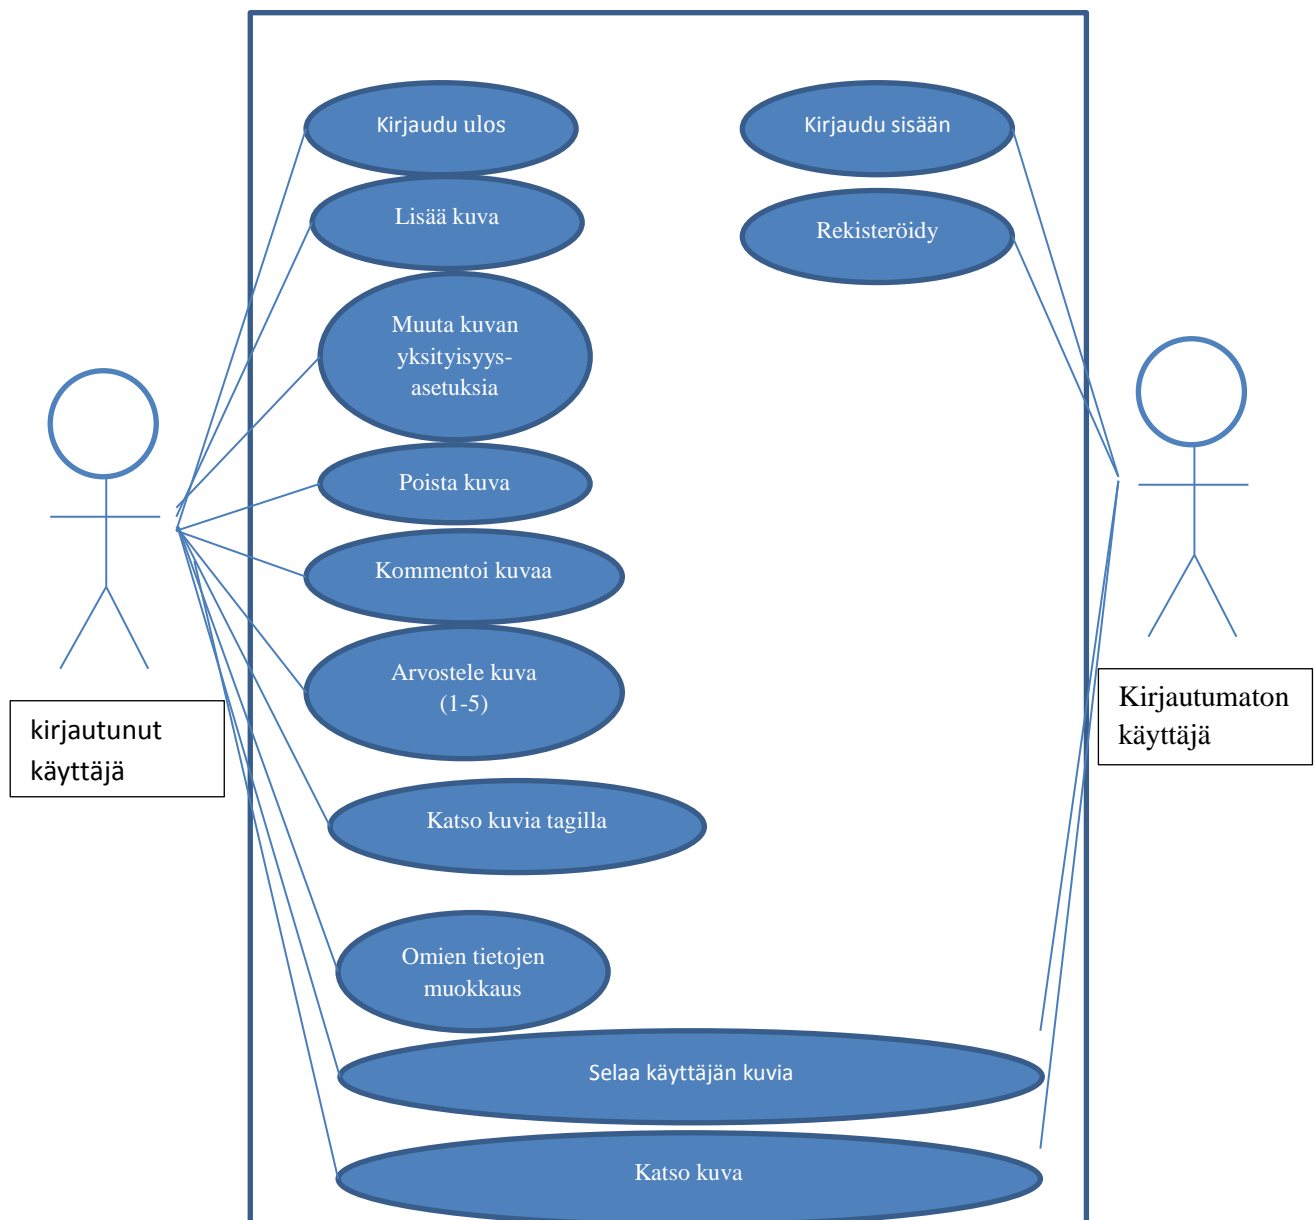 Kirjaudu ulos
Kirjaudu sisään
Lisää kuva
Rekisteröidy
Muuta kuvan
yksityisyys-
asetuksia
Poista kuva
Kommentoi kuvaa
Arvostele kuva
(1-5)
kirjautunut
käyttäjä
Kirjautumaton
käyttäjä
Katso kuvia tagilla
Omien tietojen
muokkaus
Selaa käyttäjän kuvia
Katso kuva